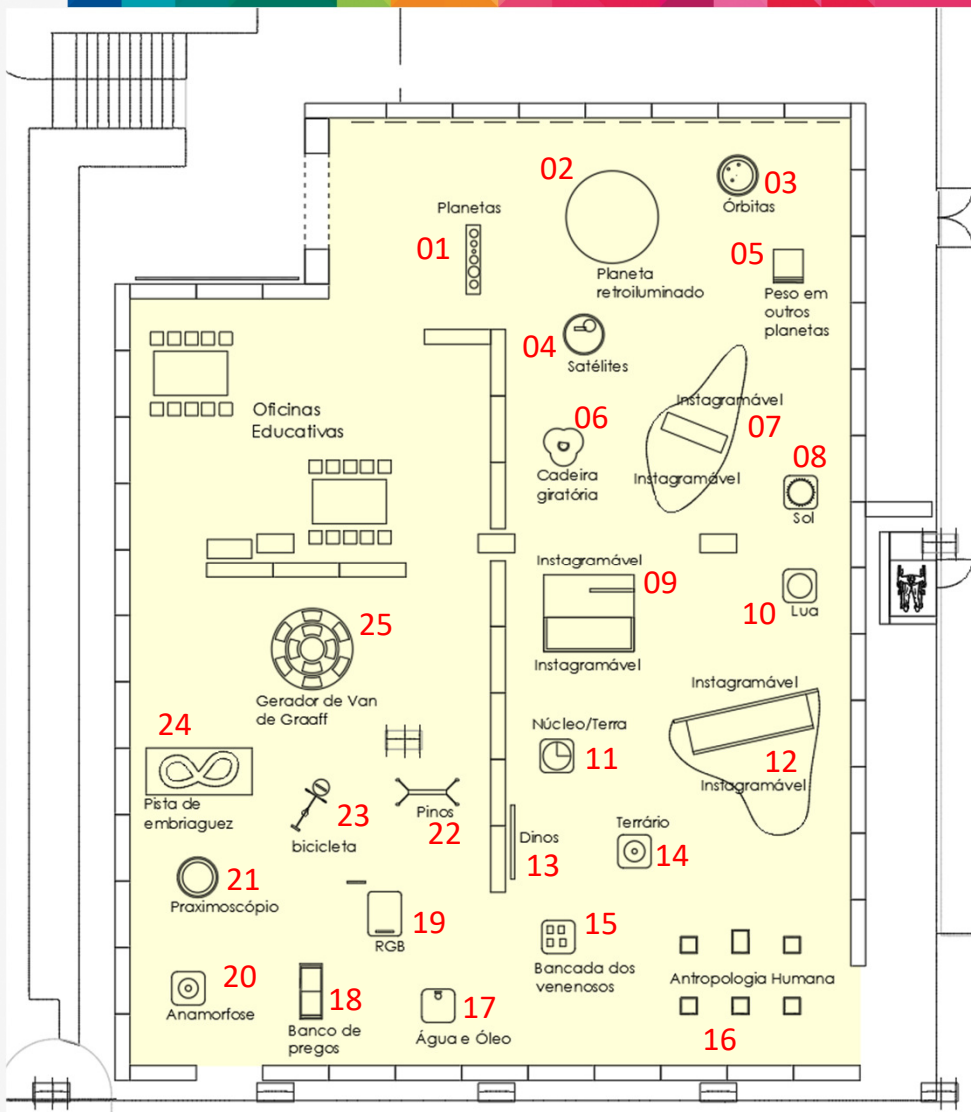 02
03
Órbitas
Planetas
01
Planeta
retroiluminado
05
Peso em
outros
planetas
04
Satélites
Oficinas
Educativas
Instagramável
07
06
Cadeira
giratória
Instagramável
08
Sol
Instagramável
09
Instagramável
10
Lua
25
Gerador de Van
de Graaff
Instagramável
12
Instagramável
Núcleo/Terra
11
24
Pista de
embriaguez
23
bicicleta
Pinos
22
Dinos
13
Terrário
14
21
Praximoscópio
19
RGB
15
Bancada dos
venenosos
Antropologia Humana
16
20
Anamorfose
18
Banco de
pregos
17
Água e Óleo